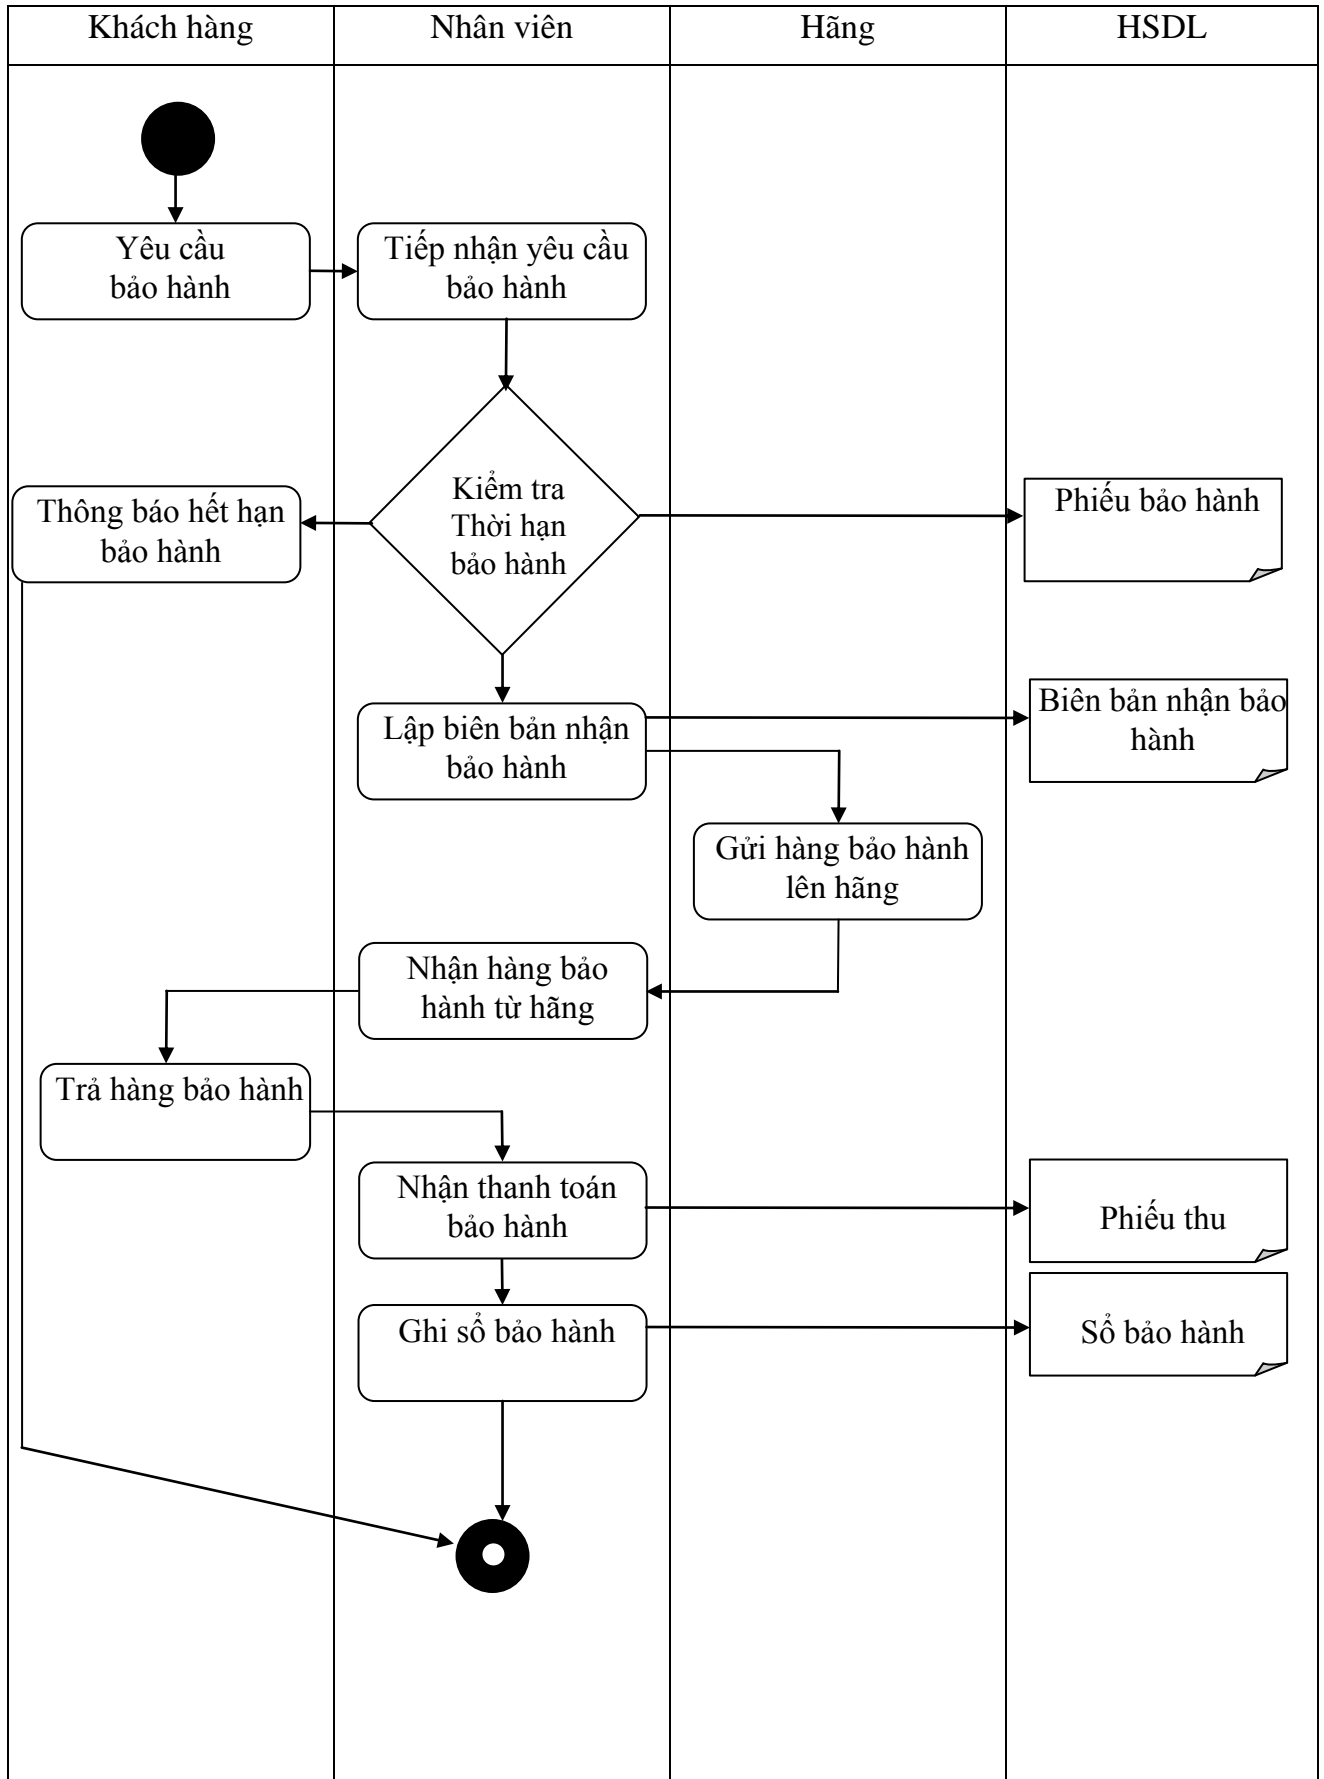 Khách hàng
Nhân viên
Hãng
HSDL
Yêu cầu
bảo hành
Tiếp nhận yêu cầu
bảo hành
Kiểm tra
Thời hạn
bảo hành
Thông báo hết hạn
bảo hành
Phiếu bảo hành
Lập biên bản nhận
bảo hành
Biên bản nhận bảo
hành
Gửi hàng bảo hành
lên hãng
Nhận hàng bảo
hành từ hãng
Trả hàng bảo hành
Nhận thanh toán
bảo hành
Phiếu thu
Ghi sổ bảo hành
Sổ bảo hành